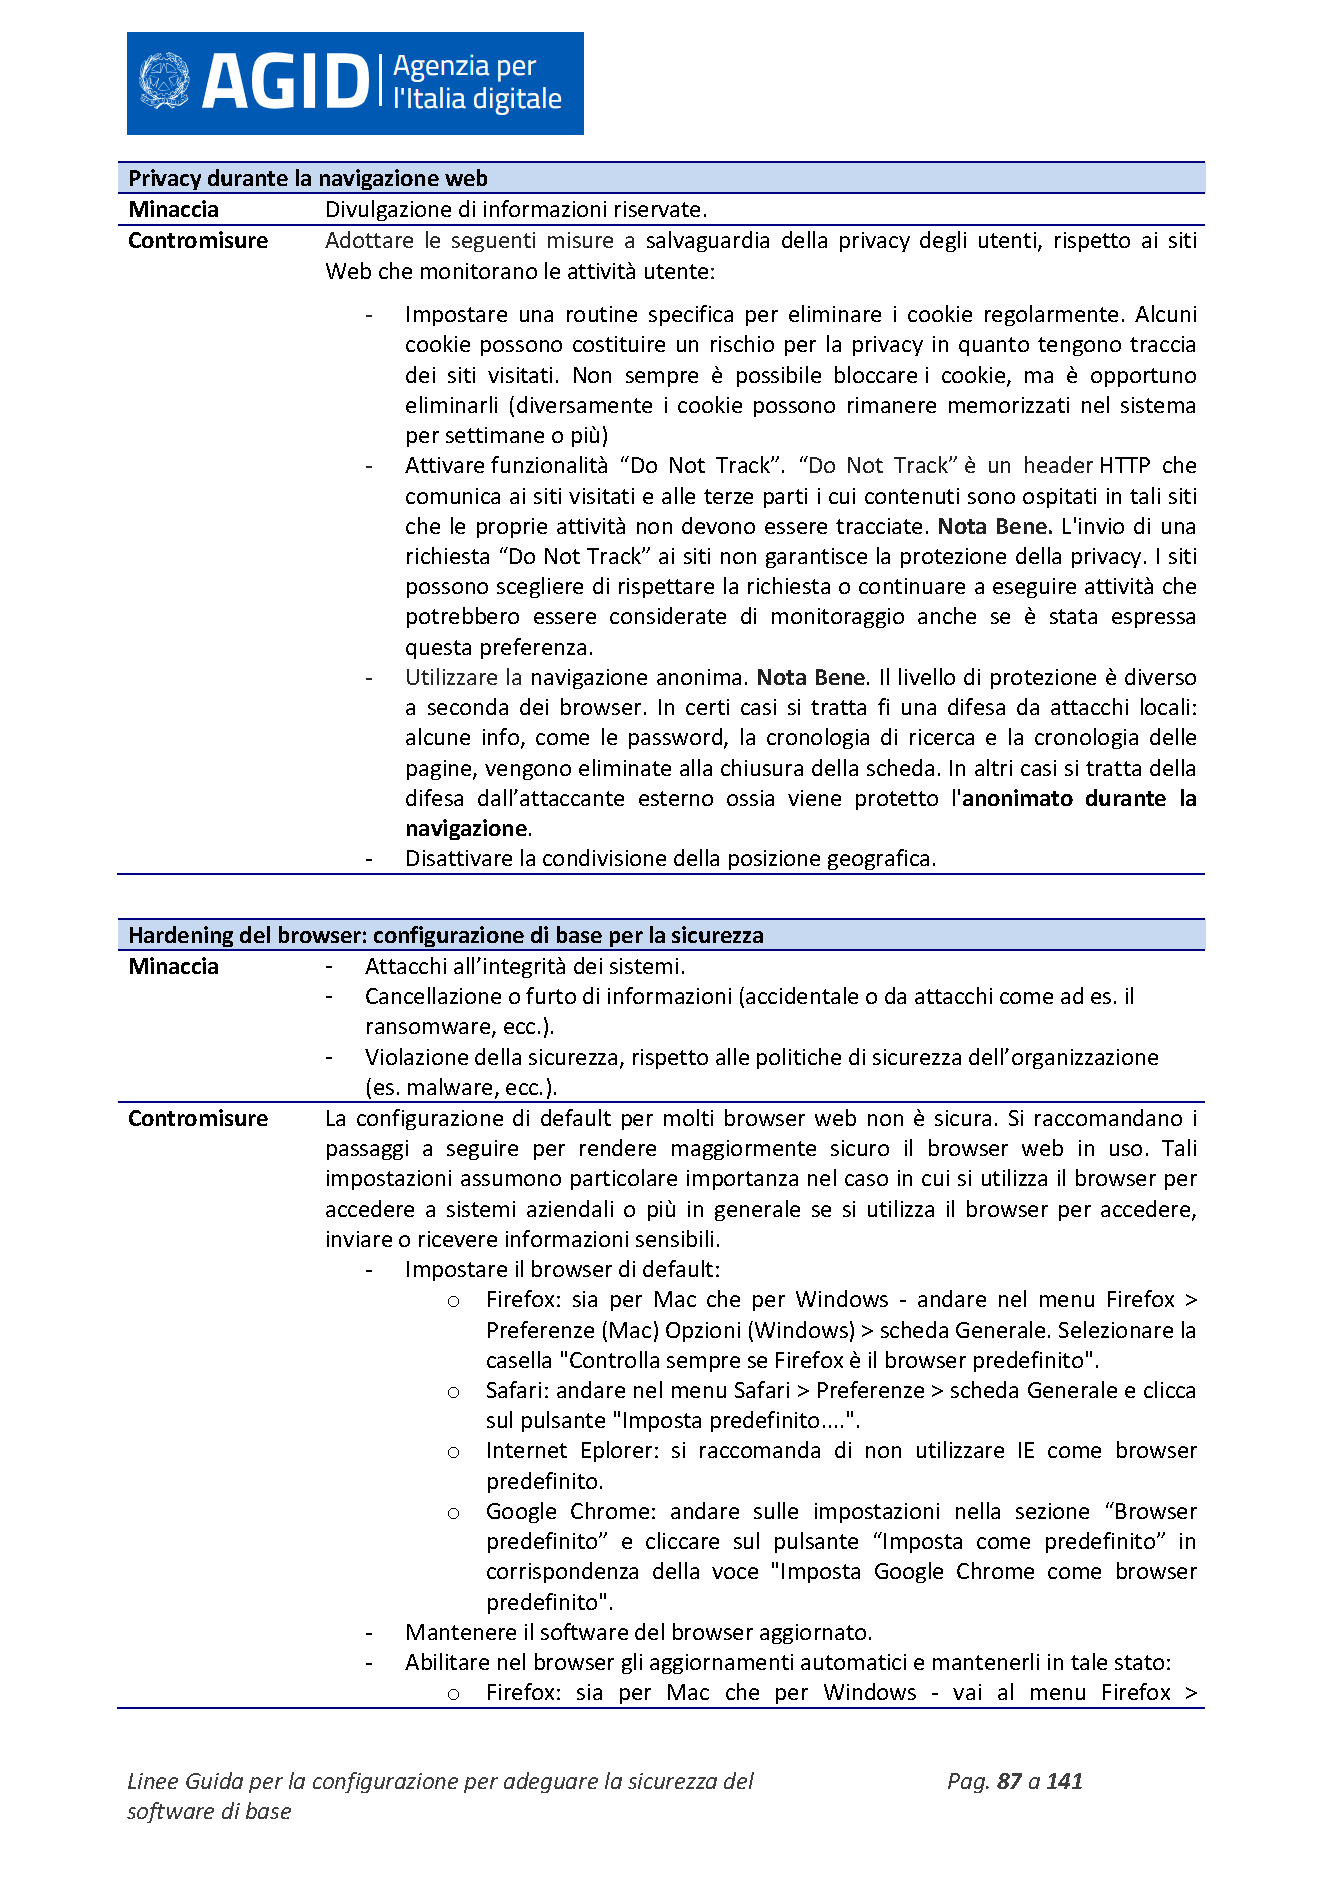 AGID Agenzia per
l'Italia digitale
Privacy durante la navigazione web
Minaccia Divulgazione di informazioni riservate.
Contromisure Adottare le seguenti misure a salvaguardia della privacy degli utenti, rispetto ai siti
Web che monitorano le attività utente:
- Impostare una routine specifica per eliminare i cookie regolarmente. Alcuni
cookie possono costituire un rischio per la privacy in quanto tengono traccia
dei siti visitati. Non sempre è possibile bloccare i cookie, ma è opportuno
eliminarli (diversamente i cookie possono rimanere memorizzati nel sistema
per settimane o più)
- Attivare funzionalità “Do Not Track”. “Do Not Track” è un header HTTP che
comunica ai siti visitati e alle terze parti i cui contenuti sono ospitati in tali siti
che le proprie attività non devono essere tracciate. Nota Bene. L'invio di una
richiesta “Do Not Track” ai siti non garantisce la protezione della privacy. I siti
possono scegliere di rispettare la richiesta o continuare a eseguire attività che
potrebbero essere considerate di monitoraggio anche se è stata espressa
questa preferenza.
- Utilizzare la navigazione anonima. Nota Bene. Il livello di protezione è diverso
a seconda dei browser. In certi casi si tratta fi una difesa da attacchi locali:
alcune info, come le password, la cronologia di ricerca e la cronologia delle
pagine, vengono eliminate alla chiusura della scheda. In altri casi si tratta della
difesa dall’attaccante esterno ossia viene protetto l'anonimato durante la
navigazione.
- Disattivare la condivisione della posizione geografica.
Hardening del browser: configurazione di base per la sicurezza
Minaccia - Attacchi all’integrità dei sistemi.
- Cancellazione o furto di informazioni (accidentale o da attacchi come ad es. il
ransomware, ecc.).
- Violazione della sicurezza, rispetto alle politiche di sicurezza dell’organizzazione
(es. malware, ecc.).
Contromisure La configurazione di default per molti browser web non è sicura. Si raccomandano i
passaggi a seguire per rendere maggiormente sicuro il browser web in uso. Tali
impostazioni assumono particolare importanza nel caso in cui si utilizza il browser per
accedere a sistemi aziendali o più in generale se si utilizza il browser per accedere,
inviare o ricevere informazioni sensibili.
- Impostare il browser di default:
o Firefox: sia per Mac che per Windows - andare nel menu Firefox >
Preferenze (Mac) Opzioni (Windows) > scheda Generale. Selezionare la
casella "Controlla sempre se Firefox è il browser predefinito".
o Safari: andare nel menu Safari > Preferenze > scheda Generale e clicca
sul pulsante "Imposta predefinito....".
o Internet Eplorer: si raccomanda di non utilizzare IE come browser
predefinito.
o Google Chrome: andare sulle impostazioni nella sezione “Browser
predefinito” e cliccare sul pulsante “Imposta come predefinito” in
corrispondenza della voce "Imposta Google Chrome come browser
predefinito".
- Mantenere il software del browser aggiornato.
- Abilitare nel browser gli aggiornamenti automatici e mantenerli in tale stato:
o Firefox: sia per Mac che per Windows - vai al menu Firefox >
Linee Guida per la configurazione per adeguare la sicurezza del Pag. 87 a 141
software di base